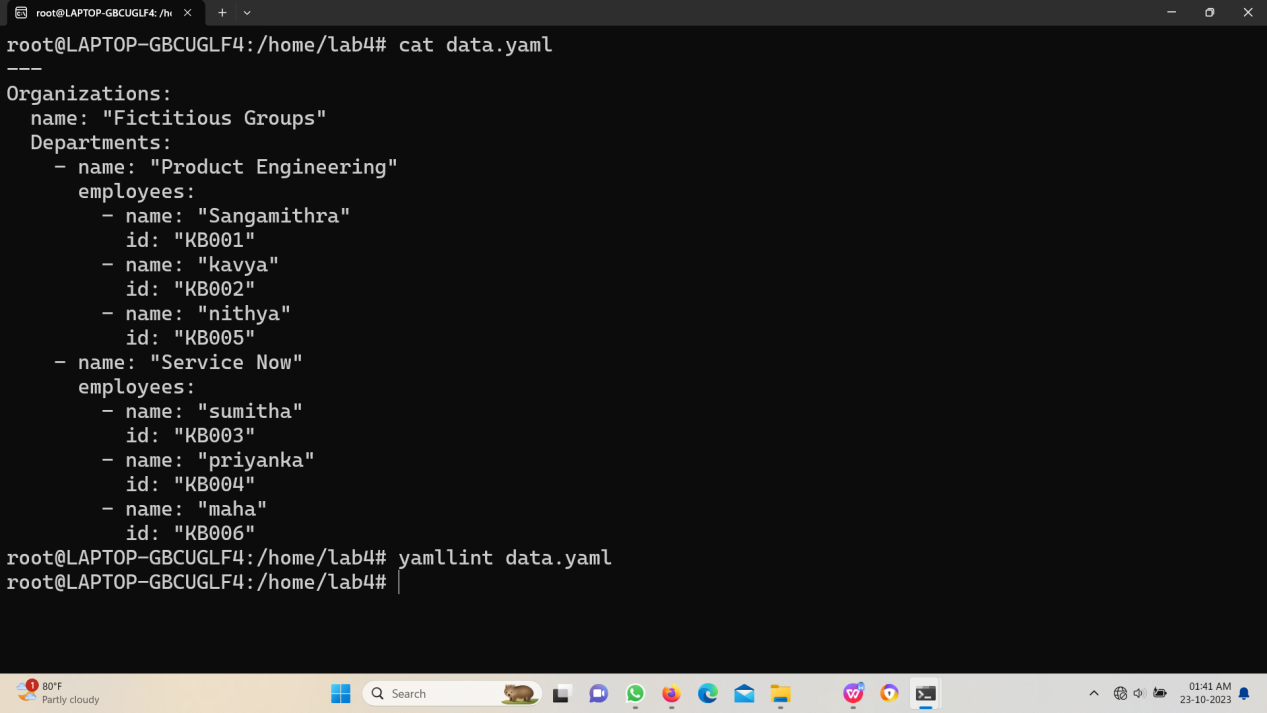 root@LAPTOP-GBCUGLF4: /h
root@LAPTOP-GBCUGLF4:/home/lab4# cat data.yaml
---
Organizations:
  name: "Fictitious Groups"
  Departments:
    - name: "Product Engineering"
      employees:
        - name: "Sangamithra"
          id: "KB001"
        - name: "kavya"
          id: "KB002"
        - name: "nithya"
          id: "KB005"
    - name: "Service Now"
      employees:
        - name: "sumitha"
          id: "KB003"
        - name: "priyanka"
          id: "KB004"
        - name: "maha"
          id: "KB006"
root@LAPTOP-GBCUGLF4:/home/lab4# yamllint data.yaml
root@LAPTOP-GBCUGLF4:/home/lab4#
1
80°F
Partly cloudy
Search
01:41 AM
23-10-2023